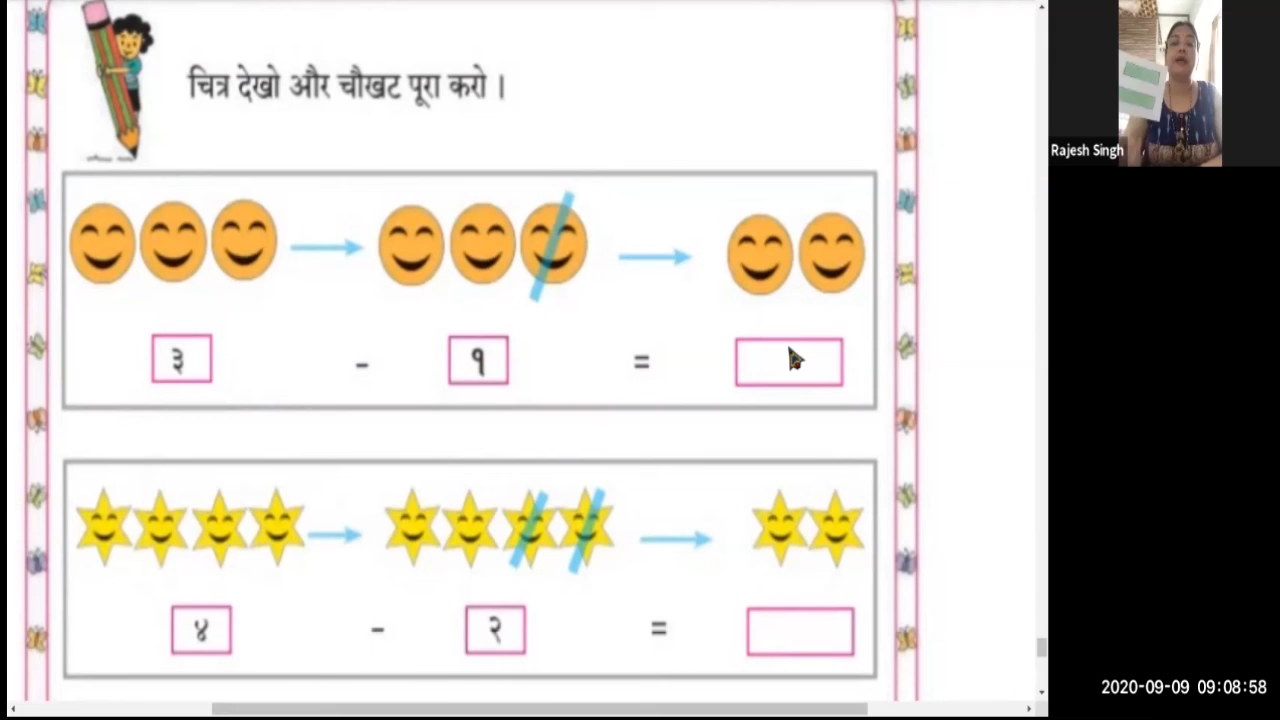 चित्र देखो और चौखट पूरा करो ।
Rajesh Singh
३ - १ =
४ - २ =
2020-09-09 09:08:58